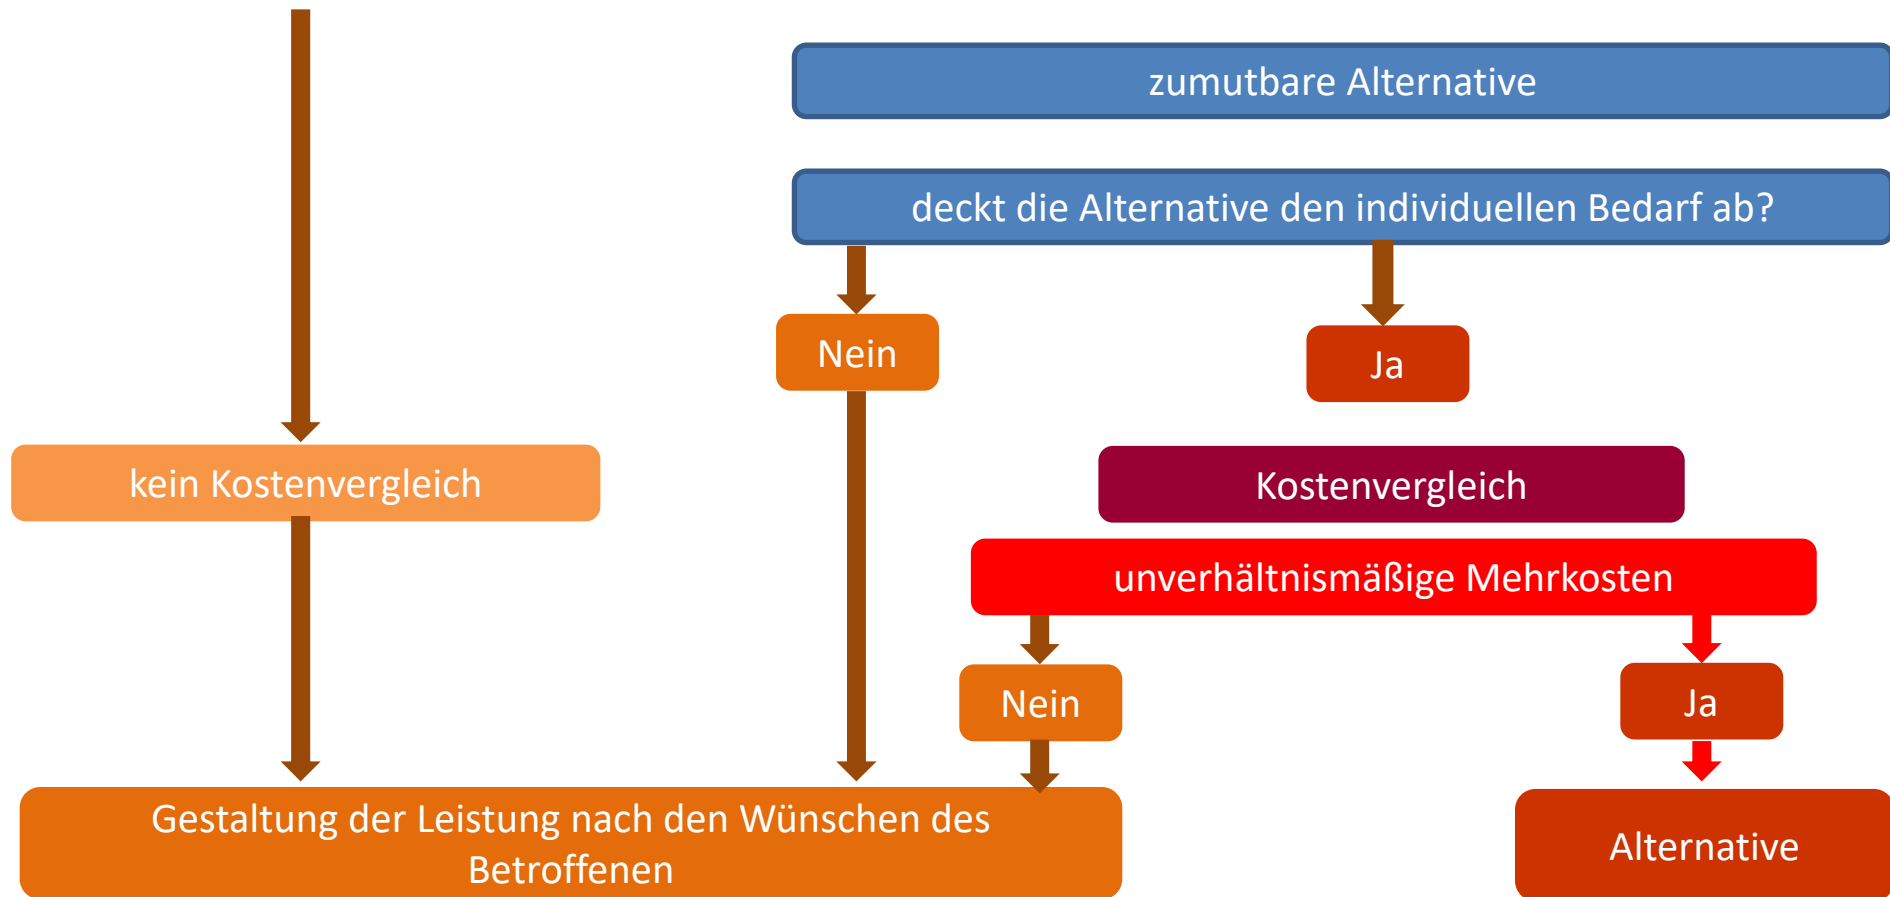 zumutbare Alternative
deckt die Alternative den individuellen Bedarf ab?
Nein
Ja
kein Kostenvergleich
Kostenvergleich
unverhältnismäßige Mehrkosten
Nein
Ja
Gestaltung der Leistung nach den Wünschen des
Betroffenen
Alternative